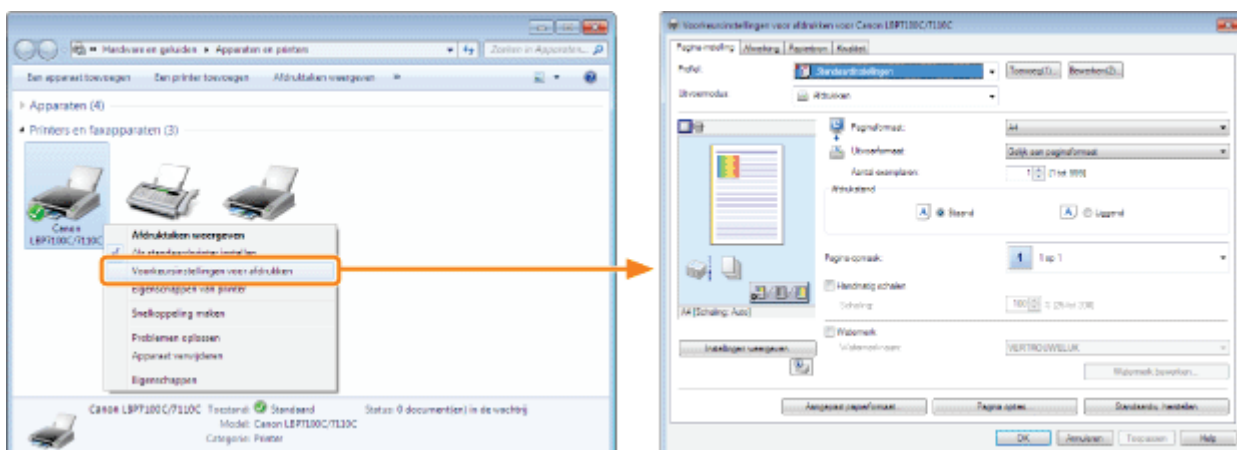 Hardware en geluiden ▸ Apparaten en printers
Zoeken in Apparaten...
Een apparaat toevoegen
Een printer toevoegen
Afdruktaken weergeven
»
Apparaten (4)
Printers en faxapparaten (3)
Canon
LBP7100C/7110C
Afdruktaken weergeven
Als standaardprinter instellen
Voorkeursinstellingen voor afdrukken
Eigenschappen van printer
Snelkoppeling maken
Problemen oplossen
Apparaat verwijderen
Eigenschappen
Canon LBP7100C/7110C Toestand: Standaard Status: 0 document(en) in de wachtrij
Model: Canon LBP7100C/7110C
Categorie: Printer
Voorkeursinstellingen voor afdrukken voor Canon LBP7100C/7110C
Pagina-instelling Afwerking Papierbron Kwaliteit
Profiel: Standaardinstellingen Toevoeg(1)... Bewerken(2)...
Uitvoermodus: Afdrukken
Paginaformaat: A4
Uitvoerformaat: Gelijk aan paginaformaat
Aantal exemplaren: 1 (1 tot 999)
Afdrukstand
A Staand A Liggend
Pagina-opmaak: 1 1 op 1
Handmatig schalen
Schaling: 100 % (25 tot 200)
A4 [Schaling: Auto]
Watermerk
Watermerknaam: VERTROUWELIJK
Instellingen weergeven
Watermerk bewerken...
Aangepast papierformaat... Pagina-opties... Standaardw. herstellen
OK Annuleren Toepassen Help